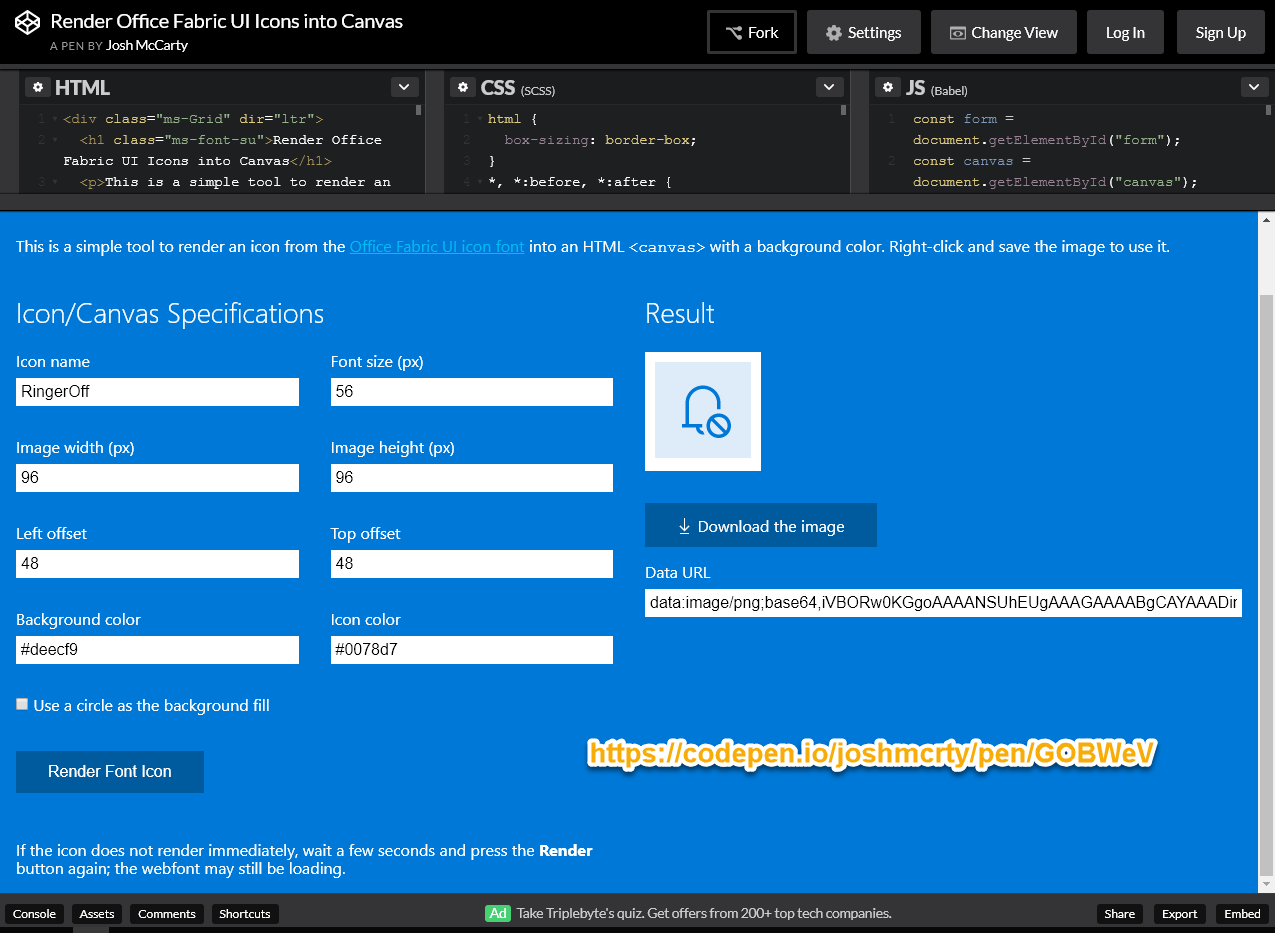 Render Office Fabric UI Icons into Canvas
A PEN BY Josh McCarty
Fork
Settings
Change View
Log In
Sign Up
HTML
1 <div class="ms-Grid" dir="ltr">
2 <h1 class="ms-font-su">Render Office
Fabric UI Icons into Canvas</h1>
3 <p>This is a simple tool to render an
CSS (SCSS)
1 html {
2 box-sizing: border-box;
3 }
4 *, *:before, *:after {
JS (Babel)
1 const form =
document.getElementById("form");
2 const canvas =
document.getElementById("canvas");
This is a simple tool to render an icon from the Office Fabric UI icon font into an HTML <canvas> with a background color. Right-click and save the image to use it.
Icon/Canvas Specifications
Icon name
RingerOff
Font size (px)
56
Image width (px)
96
Image height (px)
96
Left offset
48
Top offset
48
Background color
#deecf9
Icon color
#0078d7
Use a circle as the background fill
Render Font Icon
If the icon does not render immediately, wait a few seconds and press the Render
button again; the webfont may still be loading.
Result
Download the image
Data URL
data:image/png;base64,iVBORw0KGgoAAAANSUhEUgAAAGAAAABgCAYAAADir
https://codepen.io/joshmcrty/pen/GOBWeV
Console
Assets
Comments
Shortcuts
Ad Take Triplebyte's quiz. Get offers from 200+ top tech companies.
Share
Export
Embed